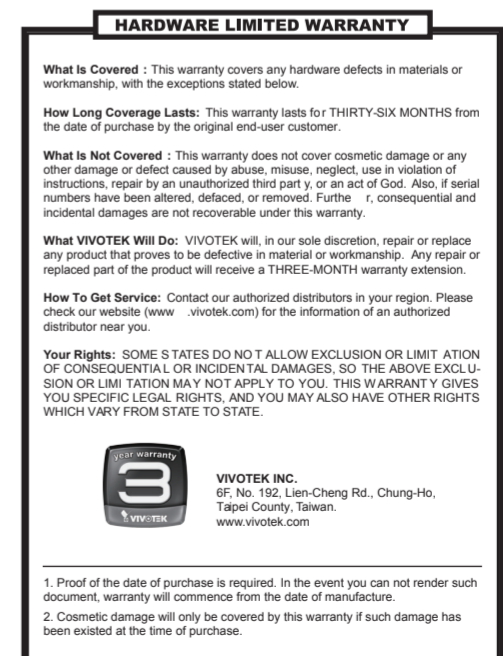 HARDWARE LIMITED WARRANTY
What Is Covered : This warranty covers any hardware defects in materials or
workmanship, with the exceptions stated below.
How Long Coverage Lasts: This warranty lasts for THIRTY-SIX MONTHS from
the date of purchase by the original end-user customer.
What Is Not Covered : This warranty does not cover cosmetic damage or any
other damage or defect caused by abuse, misuse, neglect, use in violation of
instructions, repair by an unauthorized third part y, or an act of God. Also, if serial
numbers have been altered, defaced, or removed. Furthe r, consequential and
incidental damages are not recoverable under this warranty.
What VIVOTEK Will Do: VIVOTEK will, in our sole discretion, repair or replace
any product that proves to be defective in material or workmanship. Any repair or
replaced part of the product will receive a THREE-MONTH warranty extension.
How To Get Service: Contact our authorized distributors in your region. Please
check our website (www .vivotek.com) for the information of an authorized
distributor near you.
Your Rights: SOME S TATES DO NO T ALLOW EXCLUSION OR LIMIT ATION
OF CONSEQUENTIA L OR INCIDEN TAL DAMAGES, SO THE ABOVE EXCL U-
SION OR LIMI TATION MAY NOT APPLY TO YOU. THIS W ARRANT Y GIVES
YOU SPECIFIC LEGAL RIGHTS, AND YOU MAY ALSO HAVE OTHER RIGHTS
WHICH VARY FROM STATE TO STATE.
year warranty
3
VIVOTEK
VIVOTEK INC.
6F, No. 192, Lien-Cheng Rd., Chung-Ho,
Taipei County, Taiwan.
www.vivotek.com
1. Proof of the date of purchase is required. In the event you can not render such
document, warranty will commence from the date of manufacture.
2. Cosmetic damage will only be covered by this warranty if such damage has
been existed at the time of purchase.